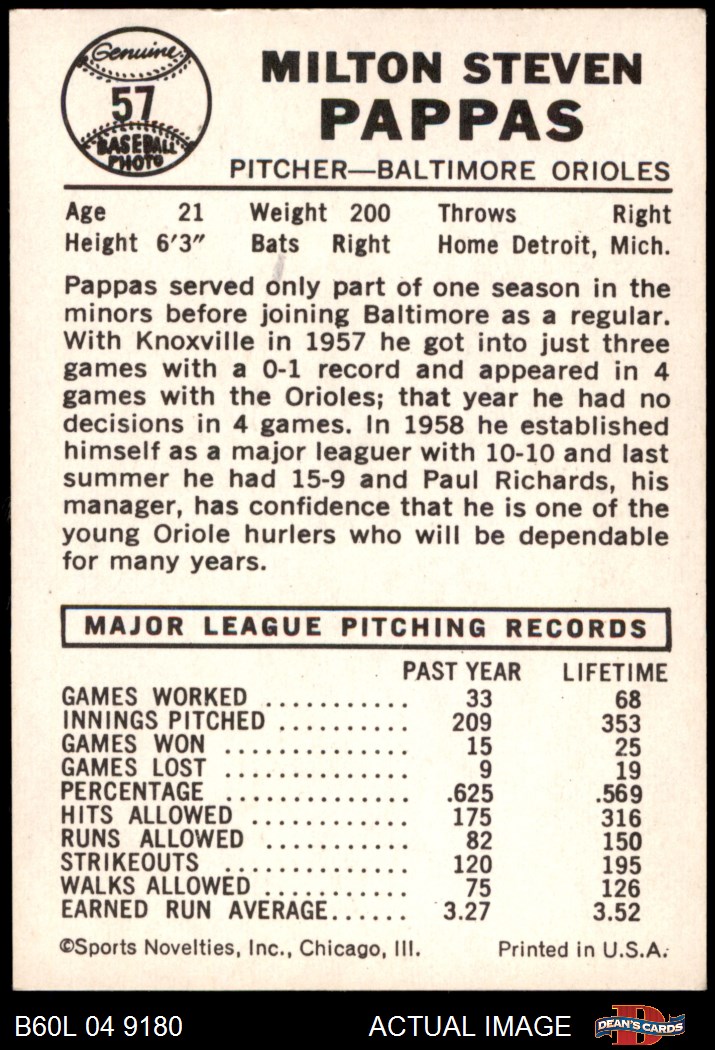 Genuine
57
BASEBALL
PHOTO
MILTON STEVEN
PAPPAS
PITCHER—BALTIMORE ORIOLES
Age 21 Weight 200 Throws Right
Height 6'3" Bats Right Home Detroit, Mich.
Pappas served only part of one season in the
minors before joining Baltimore as a regular.
With Knoxville in 1957 he got into just three
games with a 0-1 record and appeared in 4
games with the Orioles; that year he had no
decisions in 4 games. In 1958 he established
himself as a major leaguer with 10-10 and last
summer he had 15-9 and Paul Richards, his
manager, has confidence that he is one of the
young Oriole hurlers who will be dependable
for many years.
MAJOR LEAGUE PITCHING RECORDS
PAST YEAR LIFETIME
GAMES WORKED .......... 33 68
INNING PITCHED ......... 209 353
GAMES WON ............. 15 25
GAMES LOST ............. 9 19
PERCENTAGE ............. .625 .569
HITS ALLOWED ........... 175 316
RUNS ALLOWED .......... 82 150
STRIKEOUTS ............. 120 195
WALKS ALLOWED .......... 75 126
EARNED RUN AVERAGE...... 3.27 3.52
©Sports Novelties, Inc., Chicago, Ill. Printed in U.S.A.
B60L 04 9180 ACTUAL IMAGE D DEAN'S CARDS